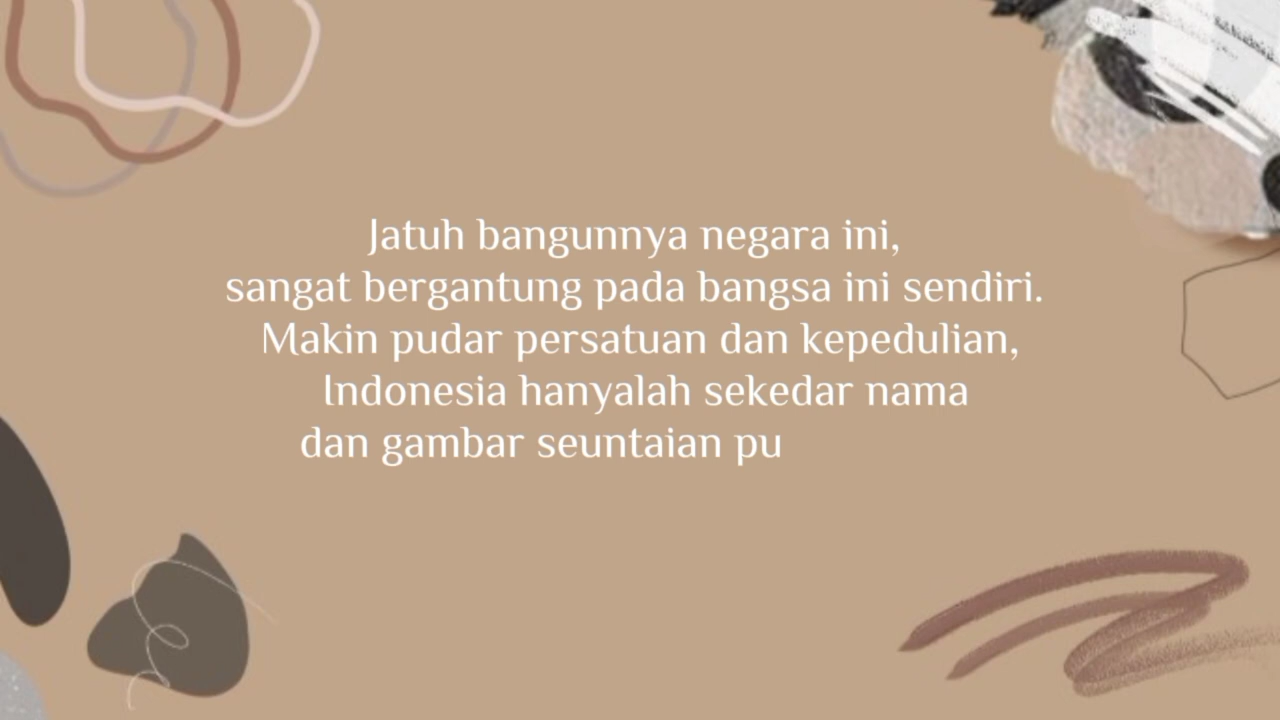 Jatuh bangunnya negara ini,
sangat bergantung pada bangsa ini sendiri.
Makin pudar persatuan dan kepedulian,
Indonesia hanyalah sekedar nama
dan gambar seuntaian pu